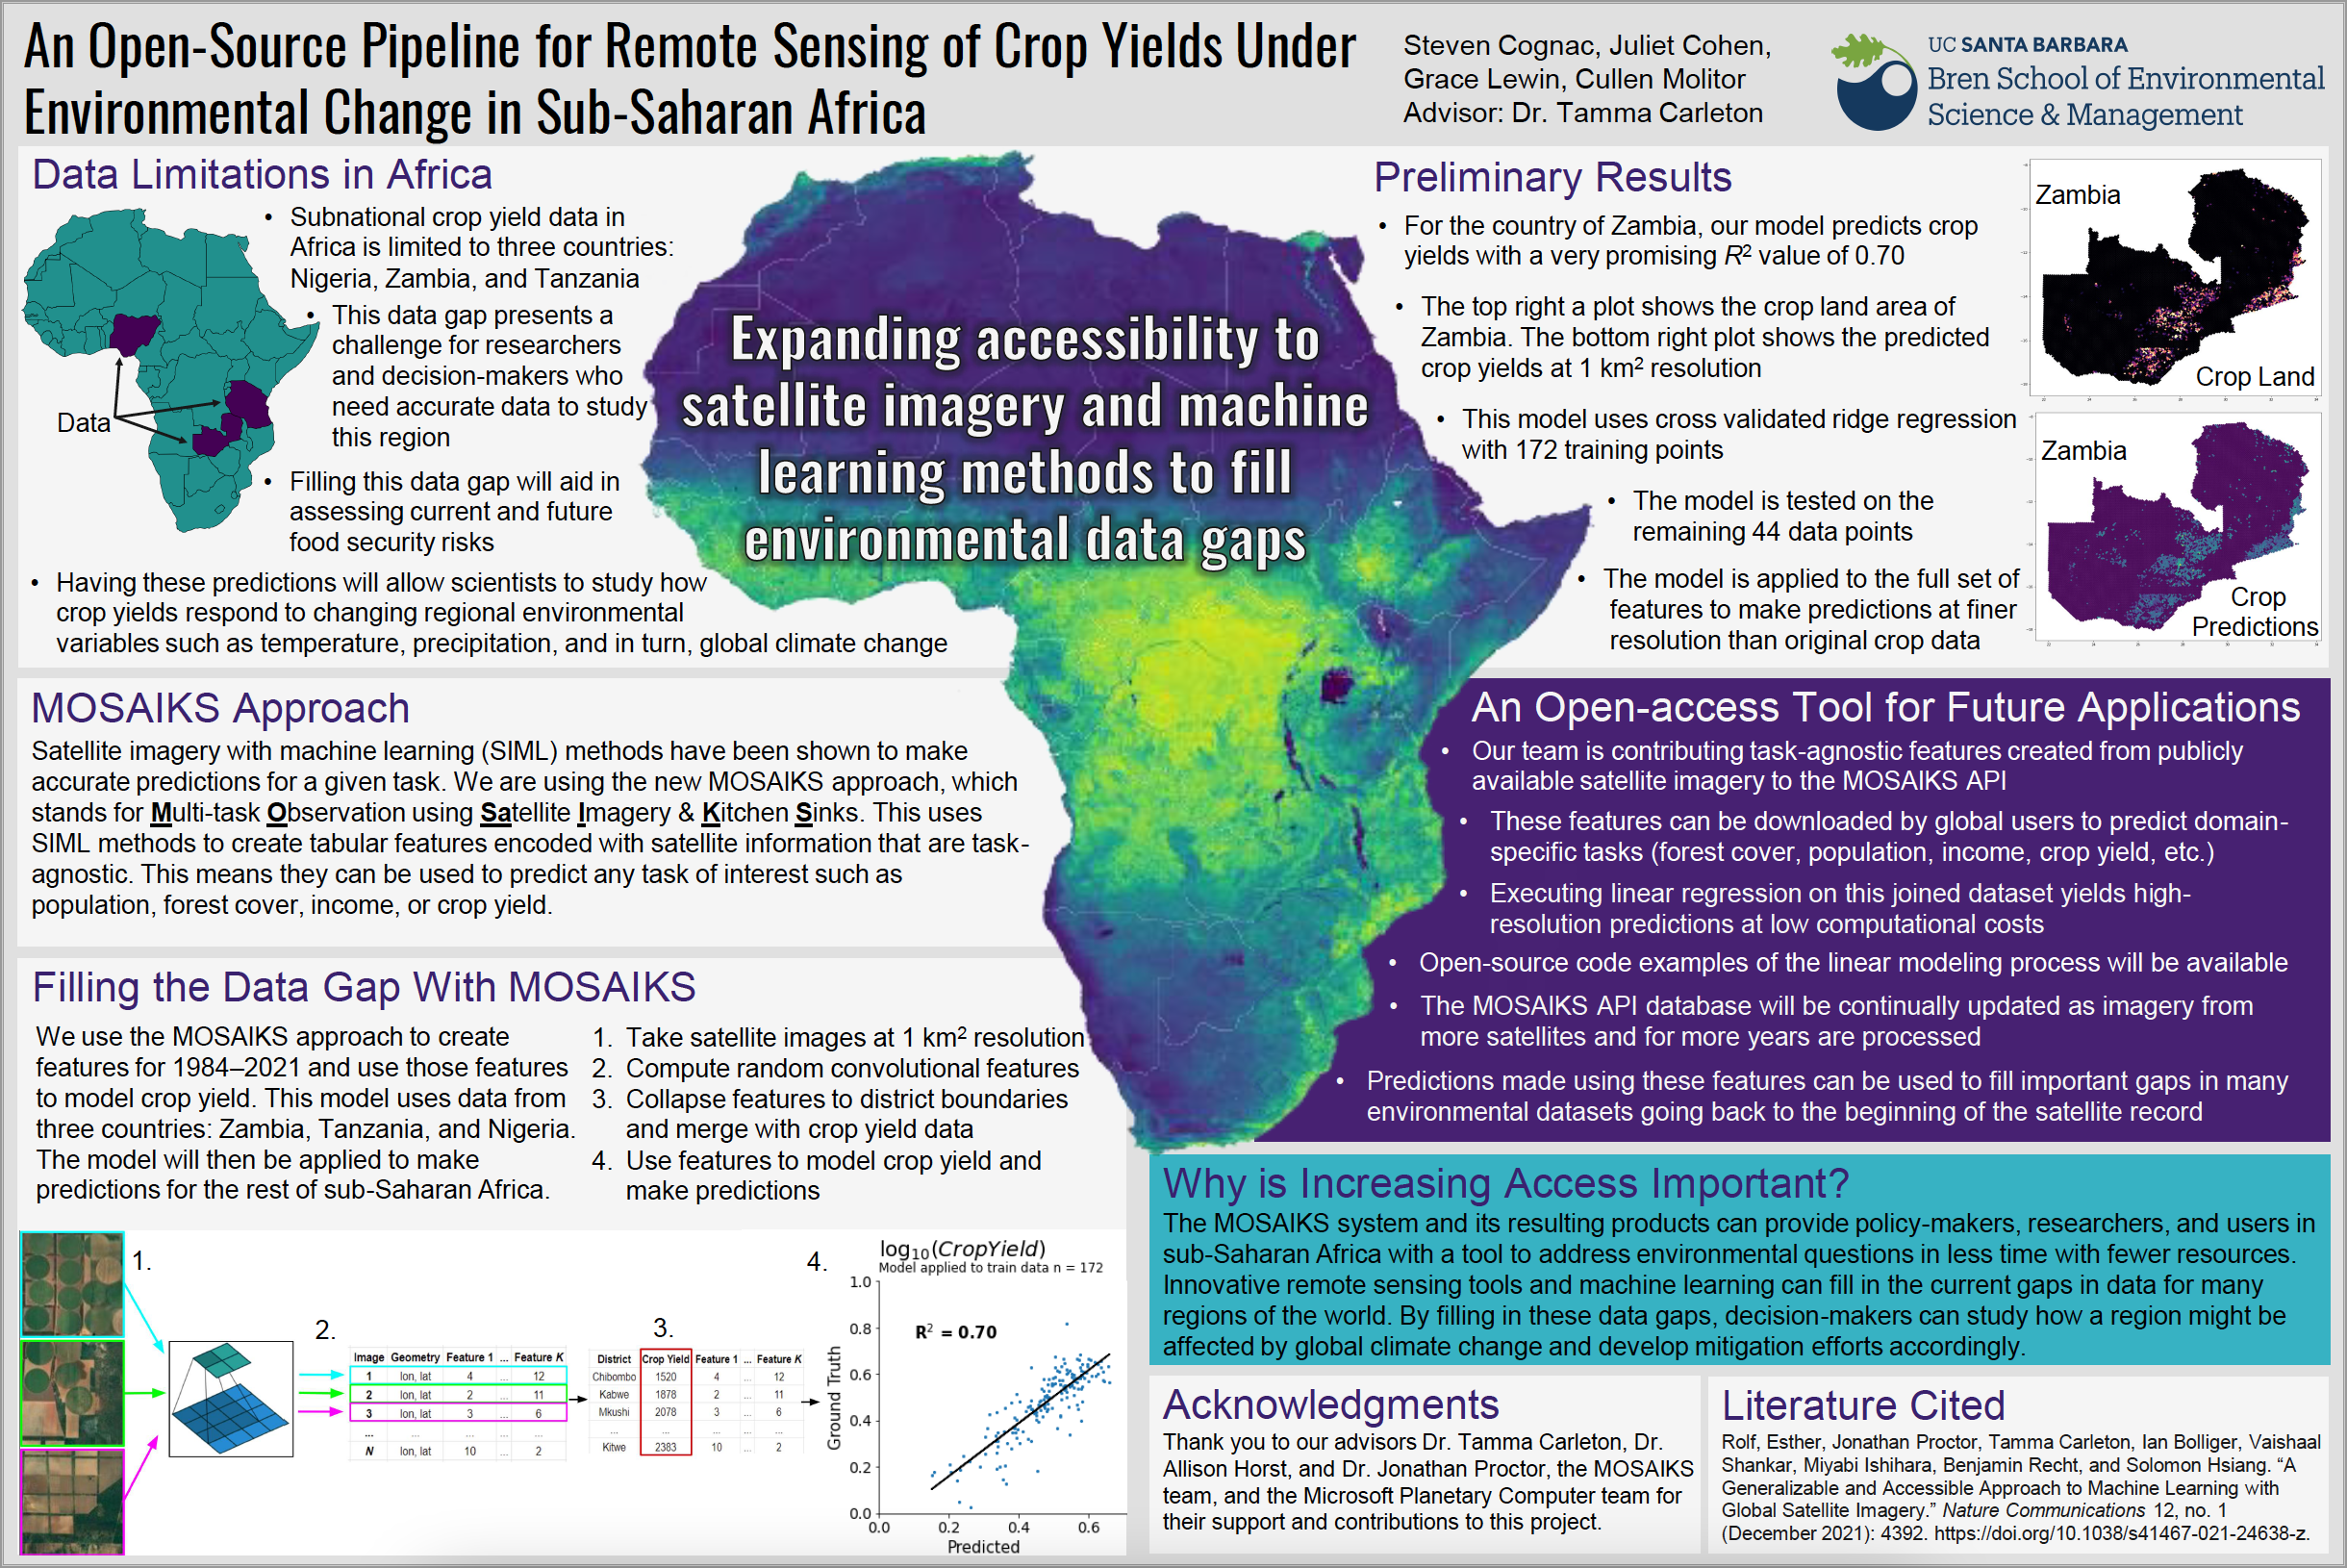 An Open-Source Pipeline for Remote Sensing of Crop Yields Under
Environmental Change in Sub-Saharan Africa
Steven Cognac, Juliet Cohen,
Grace Lewin, Cullen Molitor
Advisor: Dr. Tamma Carleton
UC SANTA BARBARA
Bren School of Environmental
Science & Management
Data Limitations in Africa
• Subnational crop yield data in
Africa is limited to three countries:
Nigeria, Zambia, and Tanzania
• This data gap presents a
challenge for researchers
and decision-makers who
need accurate data to study
this region
• Filling this data gap will aid in
assessing current and future
food security risks
• Having these predictions will allow scientists to study how
crop yields respond to changing regional environmental
variables such as temperature, precipitation, and in turn, global climate change
Data
Expanding accessibility to
satellite imagery and machine
learning methods to fill
environmental data gaps
Preliminary Results
• For the country of Zambia, our model predicts crop
yields with a very promising R² value of 0.70
• The top right a plot shows the crop land area of
Zambia. The bottom right plot shows the predicted
crop yields at 1 km² resolution
• This model uses cross validated ridge regression
with 172 training points
• The model is tested on the
remaining 44 data points
• The model is applied to the full set of
features to make predictions at finer
resolution than original crop data
Zambia
Crop Land
Zambia
Crop
Predictions
MOSAIKS Approach
Satellite imagery with machine learning (SIML) methods have been shown to make
accurate predictions for a given task. We are using the new MOSAIKS approach, which
stands for Multi-task Observation using Satellite Imagery & Kitchen Sinks. This uses
SIML methods to create tabular features encoded with satellite information that are task-
agnostic. This means they can be used to predict any task of interest such as
population, forest cover, income, or crop yield.
An Open-access Tool for Future Applications
• Our team is contributing task-agnostic features created from publicly
available satellite imagery to the MOSAIKS API
• These features can be downloaded by global users to predict domain-
specific tasks (forest cover, population, income, crop yield, etc.)
• Executing linear regression on this joined dataset yields high-
resolution predictions at low computational costs
• Open-source code examples of the linear modeling process will be available
• The MOSAIKS API database will be continually updated as imagery from
more satellites and for more years are processed
• Predictions made using these features can be used to fill important gaps in many
environmental datasets going back to the beginning of the satellite record
Filling the Data Gap With MOSAIKS
We use the MOSAIKS approach to create
features for 1984–2021 and use those features
to model crop yield. This model uses data from
three countries: Zambia, Tanzania, and Nigeria.
The model will then be applied to make
predictions for the rest of sub-Saharan Africa.
1. Take satellite images at 1 km² resolution
2. Compute random convolutional features
3. Collapse features to district boundaries
and merge with crop yield data
4. Use features to model crop yield and
make predictions
1.
2.
Image Geometry Feature 1 ... Feature K
1 lon, lat 4 ... 12
2 lon, lat 2 ... 11
3 lon, lat 3 ... 6
... ... ... ... ...
N lon, lat 10 ... 2
3.
District Crop Yield Feature 1 ... Feature K
Chibombo 1520 4 ... 12
Kabwe 1878 2 ... 11
Mkushi 2078 3 ... 6
... ... ... ... ...
Kitwe 2383 10 ... 2
4.
log₁₀(CropYield)
Model applied to train data n = 172
R² = 0.70
Ground Truth
1.0
0.8
0.6
0.4
0.2
0.0
0.0 0.2 0.4 0.6
Predicted
Why is Increasing Access Important?
The MOSAIKS system and its resulting products can provide policy-makers, researchers, and users in
sub-Saharan Africa with a tool to address environmental questions in less time with fewer resources.
Innovative remote sensing tools and machine learning can fill in the current gaps in data for many
regions of the world. By filling in these data gaps, decision-makers can study how a region might be
affected by global climate change and develop mitigation efforts accordingly.
Acknowledgments
Thank you to our advisors Dr. Tamma Carleton, Dr.
Allison Horst, and Dr. Jonathan Proctor, the MOSAIKS
team, and the Microsoft Planetary Computer team for
their support and contributions to this project.
Literature Cited
Rolf, Esther, Jonathan Proctor, Tamma Carleton, Ian Bolliger, Vaishaal
Shankar, Miyabi Ishihara, Benjamin Recht, and Solomon Hsiang. “A
Generalizable and Accessible Approach to Machine Learning with
Global Satellite Imagery.” Nature Communications 12, no. 1
(December 2021): 4392. https://doi.org/10.1038/s41467-021-24638-z.